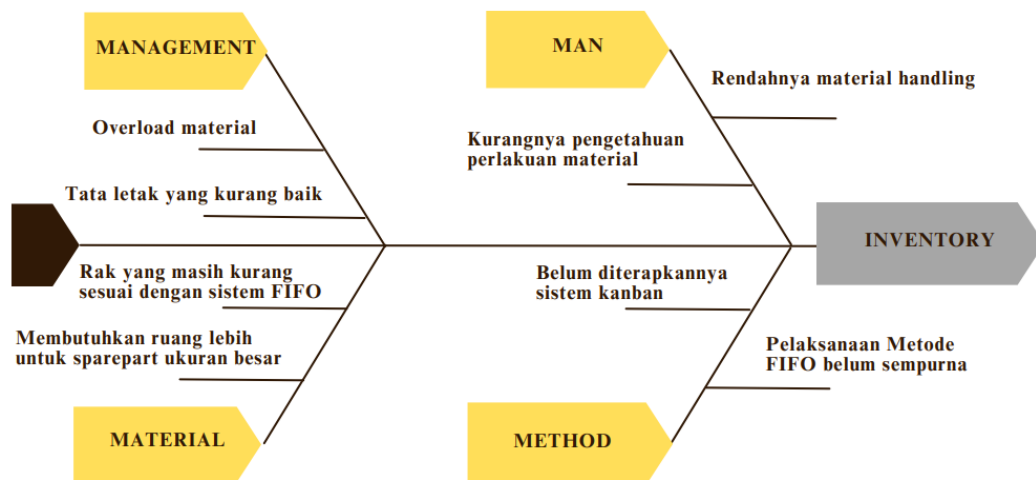 MANAGEMENT
Overload material
Tata letak yang kurang baik
MAN
Rendahnya material handling
Kurangnya pengetahuan
perlakuan material
INVENTORY
Rak yang masih kurang
sesuai dengan sistem FIFO
Membutuhkan ruang lebih
untuk sparepart ukuran besar
MATERIAL
Belum diterapkannya
sistem kanban
Pelaksanaan Metode
FIFO belum sempurna
METHOD